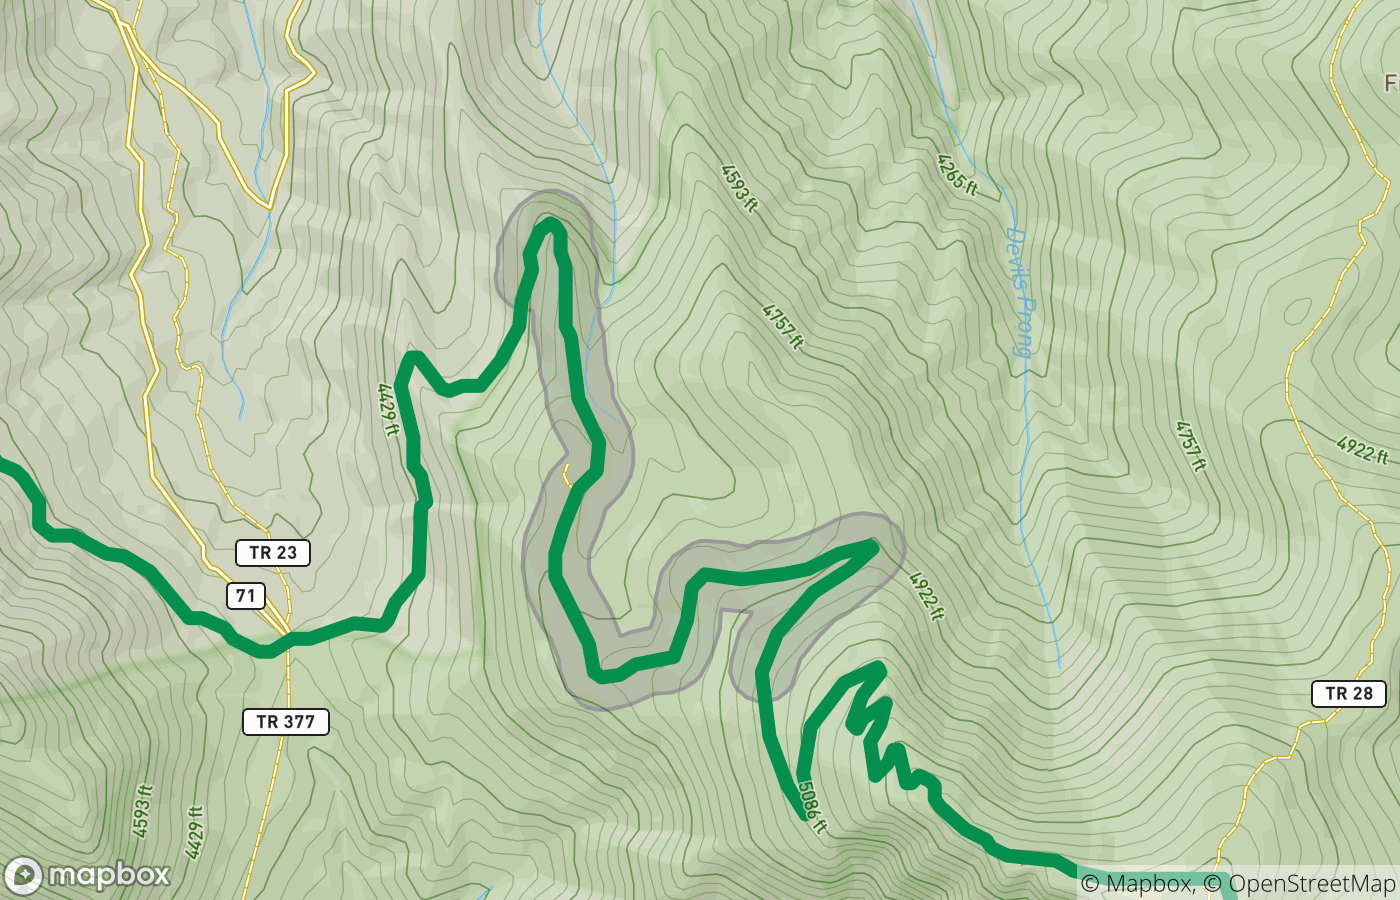 F
4593 ft
4265 ft
Devils Prong
4757 ft
4429 ft
4757 ft
4922 ft
TR 23
71
4922 ft
TR 28
TR 377
4593 ft
4429 ft
5086 ft
mapbox
© Mapbox, © OpenStreetMap